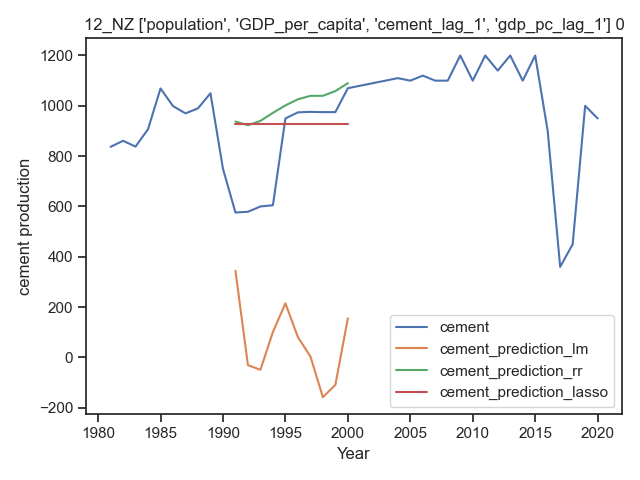 12_NZ ['population', 'GDP_per_capita', 'cement_lag_1', 'gdp_pc_lag_1'] 0
1200
1000
800
600
400
200
0
−200
cement production
cement
cement_prediction_lm
cement_prediction_rr
cement_prediction_lasso
1980 1985 1990 1995 2000 2005 2010 2015 2020
Year